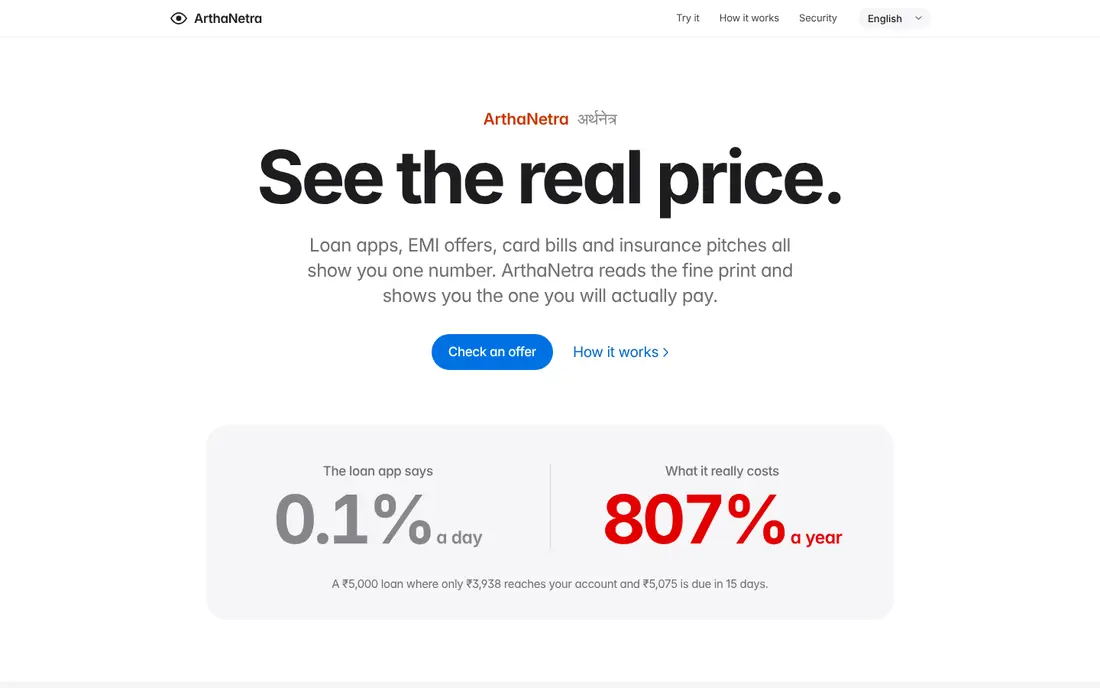 ArthaNetra
Try it
How it works
Security
English
ArthaNetra अर्थनेत्र
See the real price.
Loan apps, EMI offers, card bills and insurance pitches all
show you one number. ArthaNetra reads the fine print and
shows you the one you will actually pay.
Check an offer
How it works >
The loan app says
0.1% a day
What it really costs
807% a year
A ₹5,000 loan where only ₹3,938 reaches your account and ₹5,075 is due in 15 days.